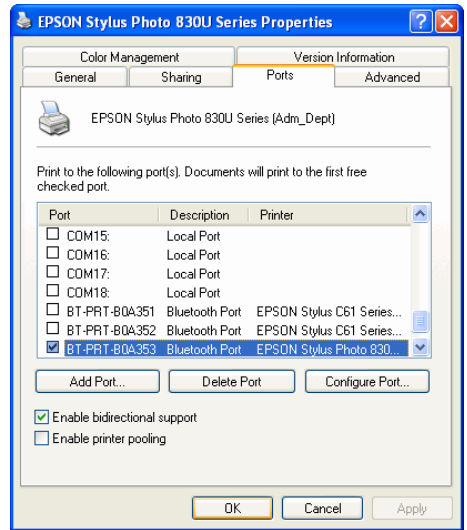 EPSON Stylus Photo 830U Series Properties
Color Management Version Information
General Sharing Ports Advanced
EPSON Stylus Photo 830U Series (Adm_Dept)
Print to the following port(s). Documents will print to the first free
checked port.
Port Description Printer
COM15: Local Port
COM16: Local Port
COM17: Local Port
COM18: Local Port
BT-PRT-B0A351 Bluetooth Port EPSON Stylus C61 Series...
BT-PRT-B0A352 Bluetooth Port EPSON Stylus C61 Series...
BT-PRT-B0A353 Bluetooth Port EPSON Stylus Photo 830...
Add Port... Delete Port Configure Port...
Enable bidirectional support
Enable printer pooling
OK Cancel Apply